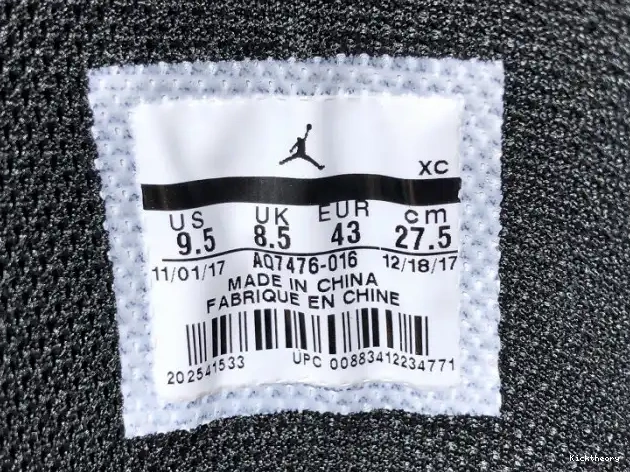 XC
US UK EUR cm
9.5 8.5 43 27.5
11/01/17 AQ7476-016 12/18/17
MADE IN CHINA
FABRIQUE EN CHINE
202541533 UPC 00883412234771
Kicktheory